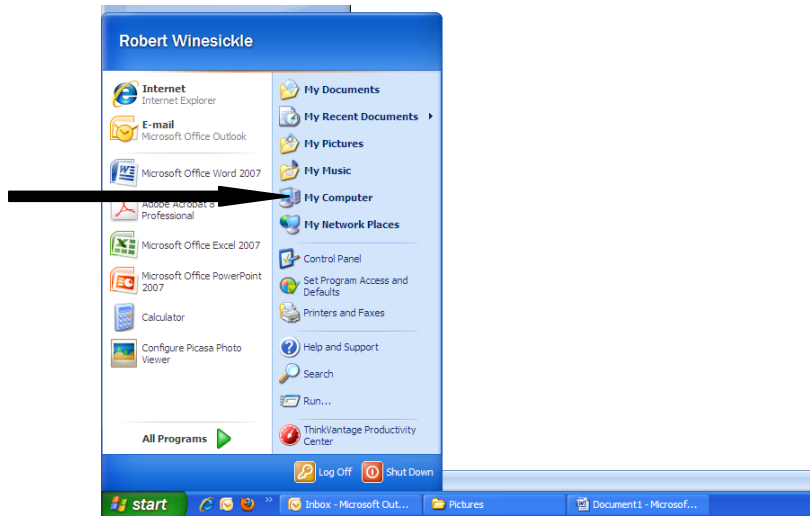 Robert Winesickle
Internet
Internet Explorer
E-mail
Microsoft Office Outlook
Microsoft Office Word 2007
Adobe Acrobat 8
Professional
Microsoft Office Excel 2007
Microsoft Office PowerPoint
2007
Calculator
Configure Picasa Photo
Viewer
All Programs
My Documents
My Recent Documents
My Pictures
My Music
My Computer
My Network Places
Control Panel
Set Program Access and
Defaults
Printers and Faxes
Help and Support
Search
Run...
ThinkVantage Productivity
Center
Log Off
Shut Down
start
Inbox - Microsoft Out...
Pictures
Document1 - Microsof...